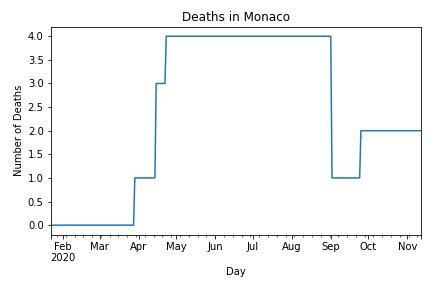 Deaths in Monaco
Number of Deaths
4.0
3.5
3.0
2.5
2.0
1.5
1.0
0.5
0.0
Feb Mar Apr May Jun Jul Aug Sep Oct Nov
2020
Day